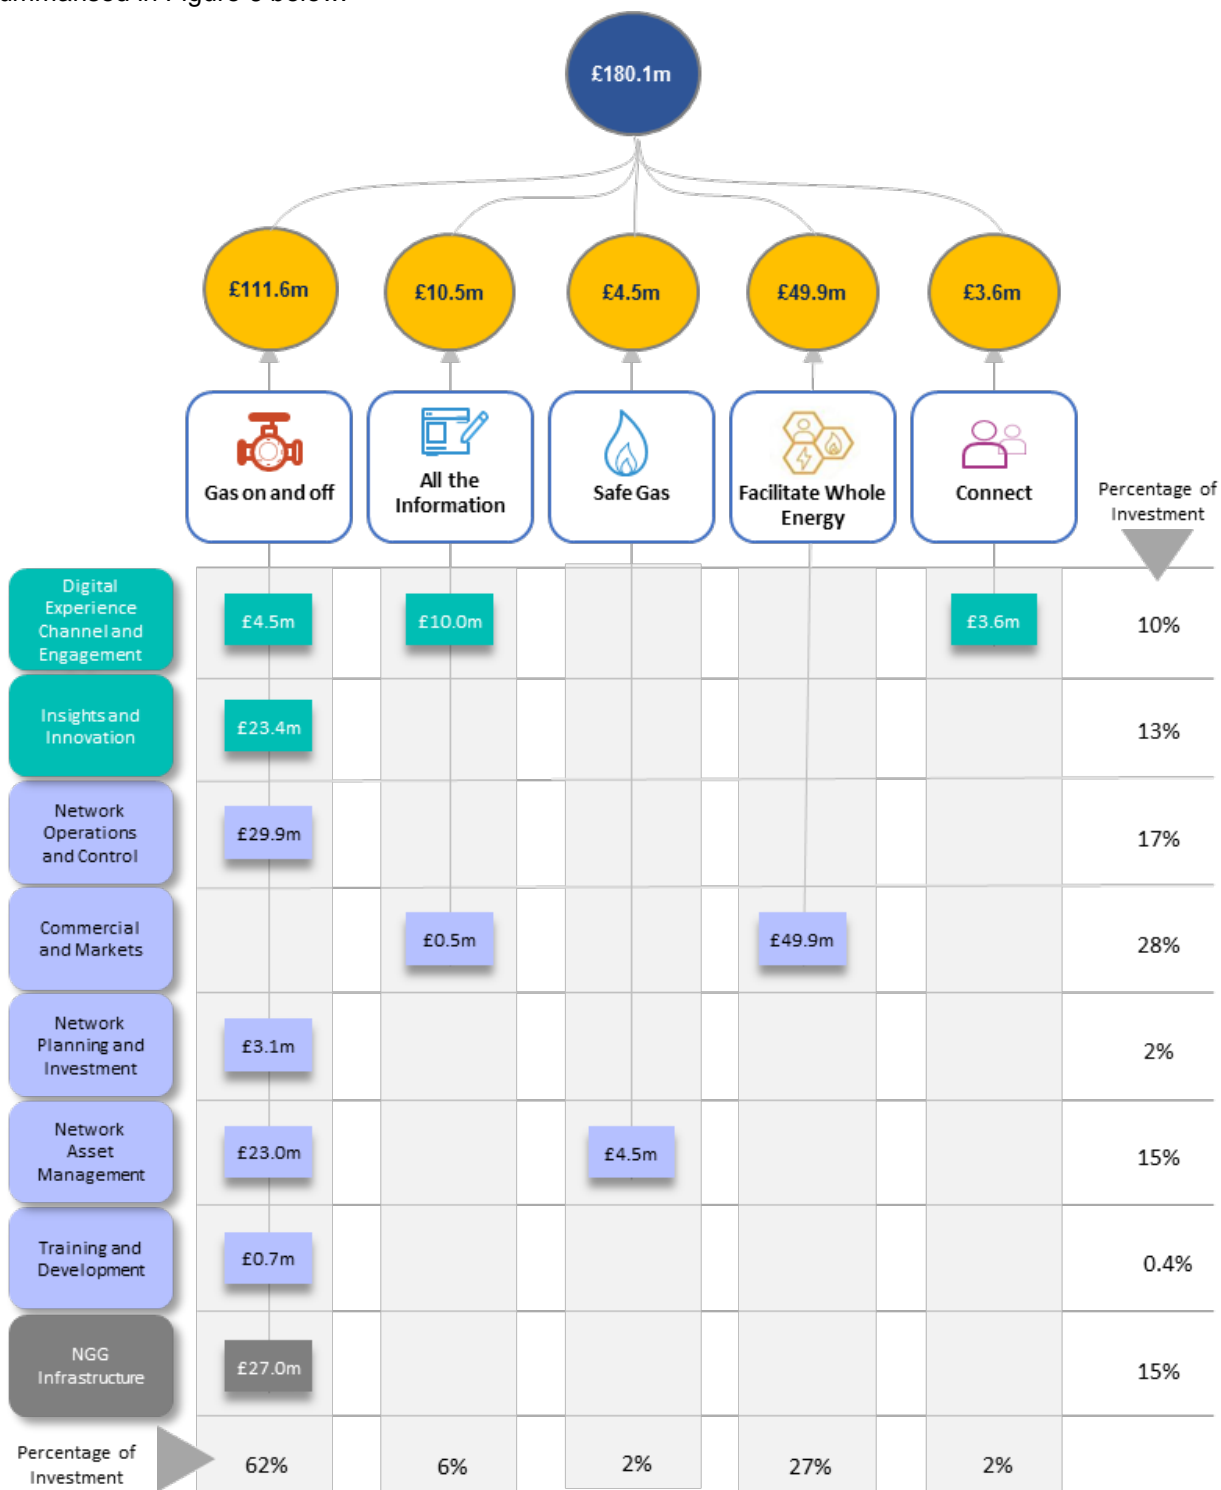 £180.1m
£111.6m
£10.5m
£4.5m
£49.9m
£3.6m
Gas on and off
All the
Information
Safe Gas
Facilitate Whole
Energy
Connect
Percentage of
Investment
Digital
Experience
Channel and
Engagement
£4.5m
£10.0m
£3.6m
10%
Insights and
Innovation
£23.4m
13%
Network
Operations
and Control
£29.9m
17%
Commercial
and Markets
£0.5m
£49.9m
28%
Network
Planning and
Investment
£3.1m
2%
Network
Asset
Management
£23.0m
£4.5m
15%
Training and
Development
£0.7m
0.4%
NGG
Infrastructure
£27.0m
15%
Percentage of
Investment
62%
6%
2%
27%
2%